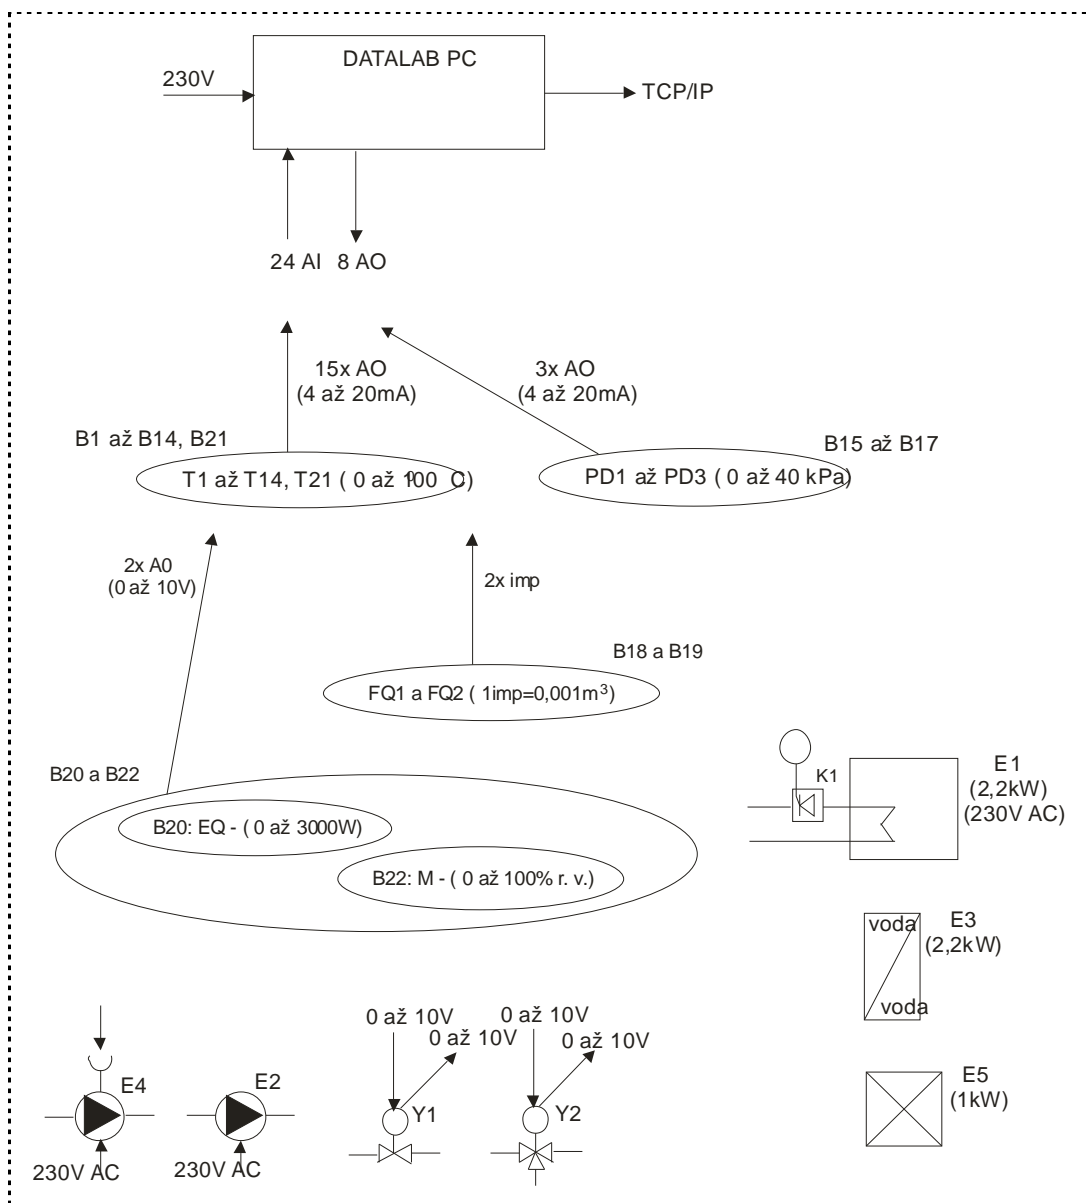 DATALAB PC
230V
TCP/IP
24 AI 8 AO
15x AO
(4 až 20mA)
3x AO
(4 až 20mA)
B1 až B14, B21
B15 až B17
T1 až T14, T21 ( 0 až 100 0C)
PD1 až PD3 ( 0 až 40 kPa)
2x A0
(0 až 10V)
2x imp
B18 a B19
FQ1 a FQ2 ( 1imp=0,001m³)
B20 a B22
B20: EQ - ( 0 až 3000W)
B22: M - ( 0 až 100% r. v.)
K1
E1
(2,2kW)
(230V AC)
voda
voda
E3
(2,2kW)
0 až 10V
0 až 10V
0 až 10V
0 až 10V
E4
E2
Y1
Y2
230V AC
230V AC
E5
(1kW)